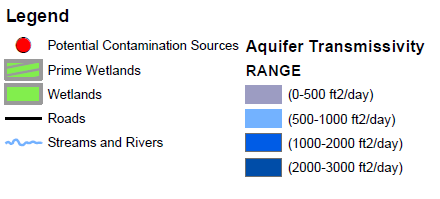 Legend
Potential Contamination Sources
Prime Wetlands
Wetlands
Roads
Streams and Rivers
Aquifer Transmissivity
RANGE
(0-500 ft2/day)
(500-1000 ft2/day)
(1000-2000 ft2/day)
(2000-3000 ft2/day)